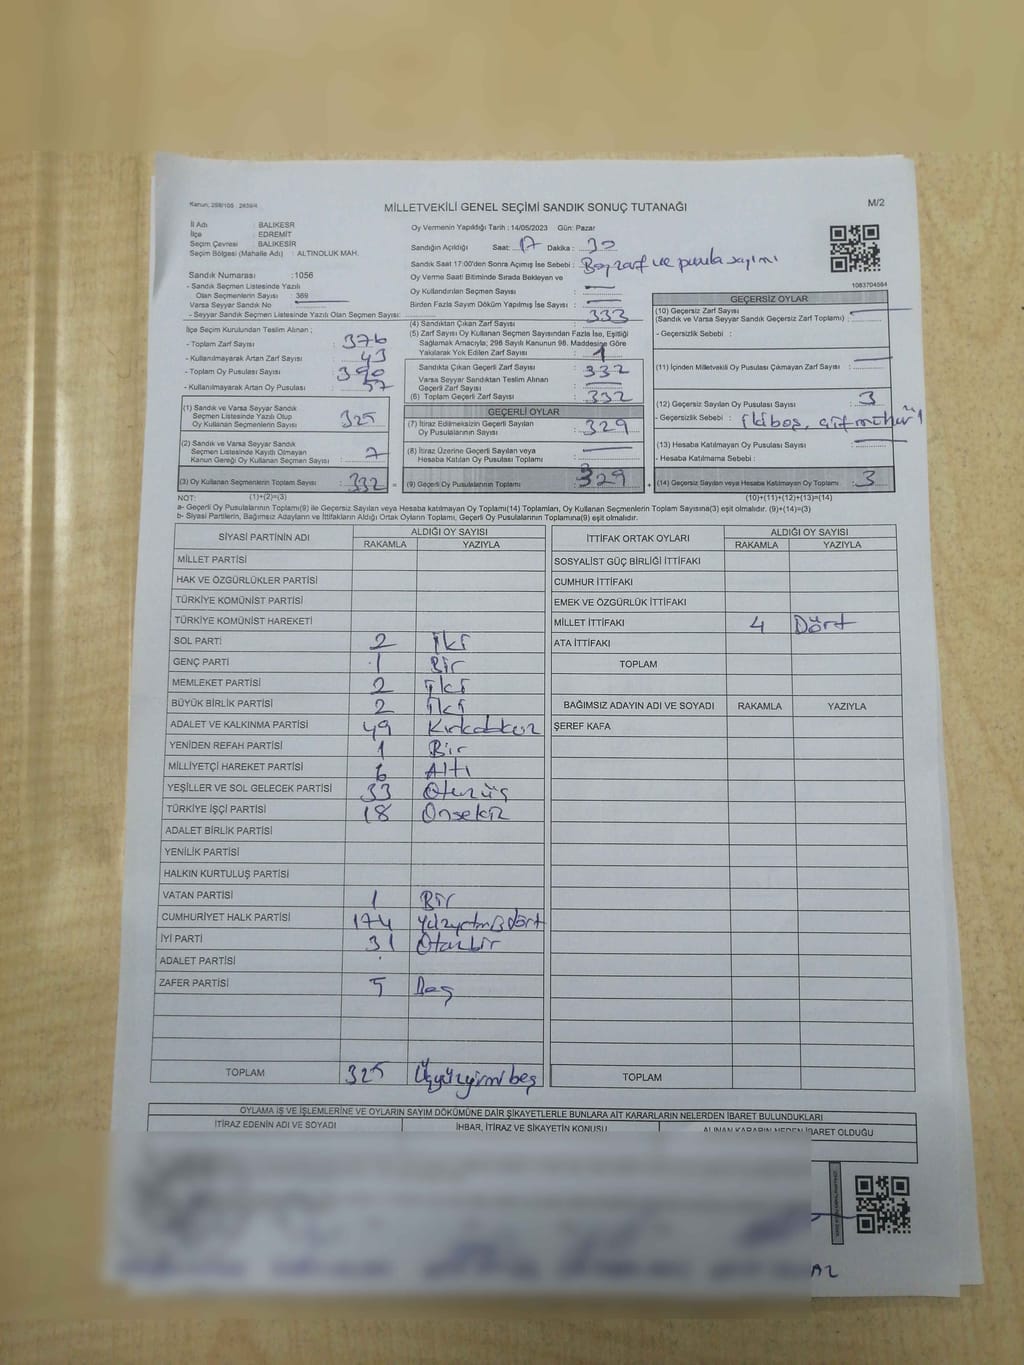 Kanun: 298/105 : 2839/4
MİLLETVEKİLİ GENEL SEÇİMİ SANDIK SONUÇ TUTANAĞI
M/2
İl Adı : BALIKESR
İlçe : EDREMİT
Seçim Çevresi : BALIKESİR
Seçim Bölgesi (Mahalle Adı) : ALTINOLUK MAH.
Sandık Numarası : 1056
- Sandık Seçmen Listesinde Yazılı
Olan Seçmenlerin Sayısı 369
Varsa Seyyar Sandık No
- Seyyar Sandık Seçmen Listesinde Yazılı Olan Seçmen Sayısı:
İlçe Seçim Kurulundan Teslim Alınan ;
- Toplam Zarf Sayısı : 376
- Kullanılmayarak Artan Zarf Sayısı : 43
- Toplam Oy Pusulası Sayısı : 390
- Kullanılmayarak Artan Oy Pusulası : 57
(1) Sandık ve Varsa Seyyar Sandık
Seçmen Listesinde Yazılı Olup
Oy Kullanan Seçmenlerin Sayısı : 325
(2) Sandık ve Varsa Seyyar Sandık
Seçmen Listesinde Kayıtlı Olmayan
Kanun Gereği Oy Kullanan Seçmen Sayısı : 7
(3) Oy Kullanan Seçmenlerin Toplamı : 332 =
Oy Vermenin Yapıldığı Tarih : 14/05/2023 Gün: Pazar
Sandığın Açıldığı Saat: 17 Dakika : 30
Sandık Saat 17:00'den Sonra Açımış İse Sebebi : Boş zarf ve pusula sayımı
Oy Verme Saati Bitiminde Sırada Bekleyen ve
Oy Kullandırılan Seçmen Sayısı :
Birden Fazla Sayım Döküm Yapılmış İse Sayısı :
(4) Sandıktan Çıkan Zarf Sayısı : 333
(5) Zarf Sayısı Oy Kullanan Seçmen Sayısından Fazla İse, Eşitliği
Sağlamak Amacıyla; 298 Sayılı Kanunun 98. Maddesine Göre
Yakılarak Yok Edilen Zarf Sayısı : 1
Sandıkta Çıkan Geçerli Zarf Sayısı : 332
Varsa Seyyar Sandıktan Teslim Alınan
Geçerli Zarf Sayısı :
(6) Toplam Geçerli Zarf Sayısı : 332
GEÇERLİ OYLAR
(7) İtiraz Edilmeksizin Geçerli Sayılan
Oy Pusulalarının Sayısı : 329
(8) İtiraz Üzerine Geçerli Sayılan veya
Hesaba Katılan Oy Pusulası Toplamı :
(9) Geçerli Oy Pusulalarının Toplamı : 329 +
1083704564
GEÇERSİZ OYLAR
(10) Geçersiz Zarf Sayısı
(Sandık ve Varsa Seyyar Sandık Geçersiz Zarf Toplamı) :
- Geçersizlik Sebebi :
(11) İçinden Milletvekili Oy Pusulası Çıkmayan Zarf Sayısı :
(12) Geçersiz Sayılan Oy Pusulası Sayısı : 3
- Geçersizlik Sebebi : iki boş, çift mühür
(13) Hesaba Katılmayan Oy Pusulası Sayısı :
- Hesaba Katılmama Sebebi :
(14) Geçersiz Sayılan veya Hesaba Katılmayan Oy Toplamı : 3
NOT: (1)+(2)=(3)
(10)+(11)+(12)+(13)=(14)
a- Geçerli Oy Pusulalarının Toplamı(9) ile Geçersiz Sayılan veya Hesaba katılmayan Oy Toplamı(14) Toplamları, Oy Kullanan Seçmenlerin Toplam Sayısına(3) eşit olmalıdır. (9)+(14)=(3)
b- Siyasi Partilerin, Bağımsız Adayların ve İttifakların Aldığı Ortak Oyların Toplamı, Geçerli Oy Pusulalarının Toplamına(9) eşit olmalıdır.
SİYASİ PARTİNİN ADI ALDIĞI OY SAYISI
RAKAMLA YAZIYLA
MİLLET PARTİSİ
HAK VE ÖZGÜRLÜKLER PARTİSİ
TÜRKİYE KOMÜNİST PARTİSİ
TÜRKİYE KOMÜNİST HAREKETİ
SOL PARTİ 2 İki
GENÇ PARTİ 1 Bir
MEMLEKET PARTİSİ 2 İki
BÜYÜK BİRLİK PARTİSİ 2 İki
ADALET VE KALKINMA PARTİSİ 49 Kırkdokuz
YENİDEN REFAH PARTİSİ 1 Bir
MİLLİYETÇİ HAREKET PARTİSİ 6 Altı
YEŞİLLER VE SOL GELECEK PARTİSİ 33 Otuzüç
TÜRKİYE İŞÇİ PARTİSİ 18 Onsekiz
ADALET BİRLİK PARTİSİ
YENİLİK PARTİSİ
HALKIN KURTULUŞ PARTİSİ
VATAN PARTİSİ 1 Bir
CUMHURİYET HALK PARTİSİ 174 Yüzyetmişdört
İYİ PARTİ 31 Otuzbir
ADALET PARTİSİ
ZAFER PARTİSİ 5 Beş
TOPLAM 325 Üçyüzyirmibeş
İTTİFAK ORTAK OYLARI ALDIĞI OY SAYISI
RAKAMLA YAZIYLA
SOSYALİST GÜÇ BİRLİĞİ İTTİFAKI
CUMHUR İTTİFAKI
EMEK VE ÖZGÜRLÜK İTTİFAKI
MİLLET İTTİFAKI 4 Dört
ATA İTTİFAKI
TOPLAM
BAĞIMSIZ ADAYIN ADI VE SOYADI RAKAMLA YAZIYLA
ŞEREF KAFA
TOPLAM
OYLAMA İŞ VE İŞLEMLERİNE VE OYLARIN SAYIM DÖKÜMÜNE DAİR ŞİKAYETLERLE BUNLARA AİT KARARLARIN NELERDEN İBARET BULUNDUKLARI
İTİRAZ EDENİN ADI VE SOYADI İHBAR, İTİRAZ VE ŞİKAYETİN KONUSU ALINAN KARARIN NEDEN İBARET OLDUĞU